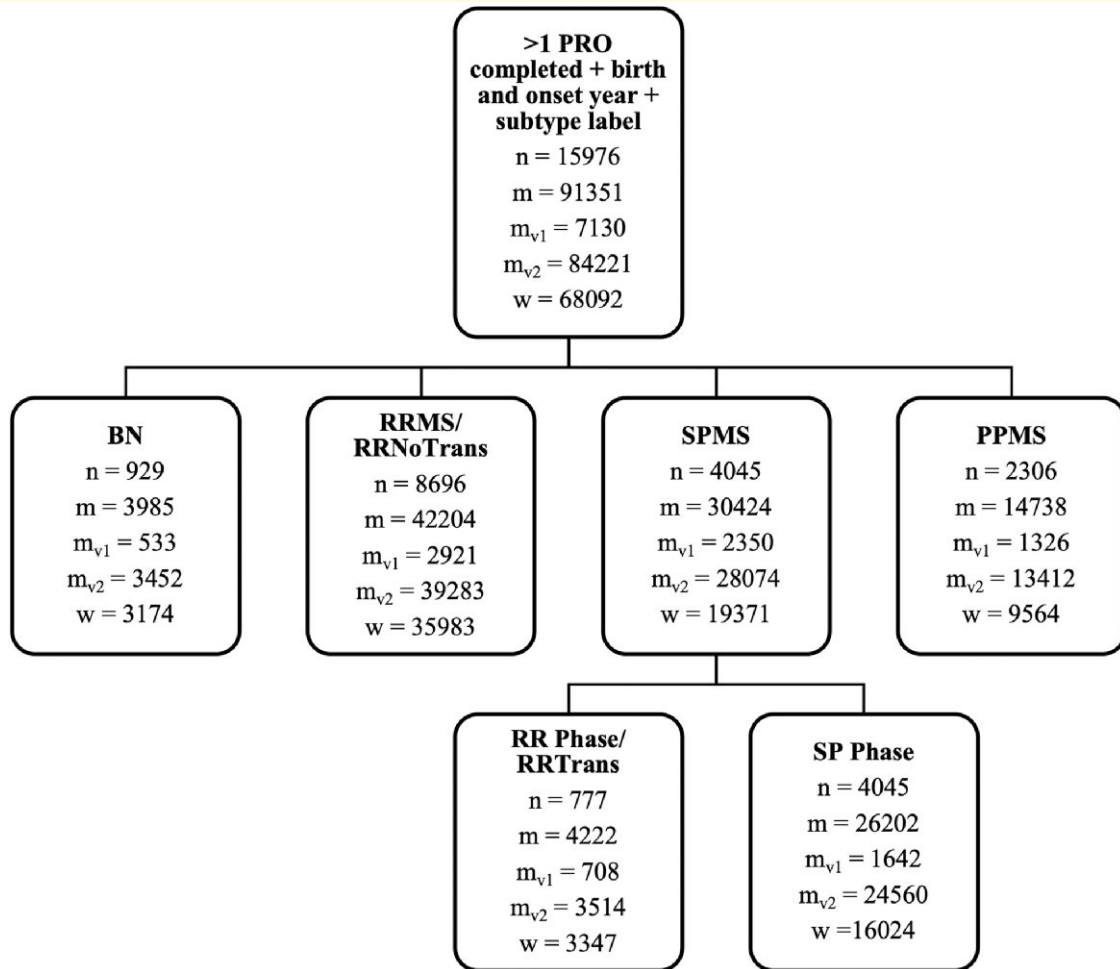 >1 PRO
completed + birth
and onset year +
subtype label
n = 15976
m = 91351
mv1 = 7130
mv2 = 84221
w = 68092
BN
n = 929
m = 3985
mv1 = 533
mv2 = 3452
w = 3174
RRMS/
RRNoTrans
n = 8696
m = 42204
mv1 = 2921
mv2 = 39283
w = 35983
SPMS
n = 4045
m = 30424
mv1 = 2350
mv2 = 28074
w = 19371
PPMS
n = 2306
m = 14738
mv1 = 1326
mv2 = 13412
w = 9564
RR Phase/
RRTrans
n = 777
m = 4222
mv1 = 708
mv2 = 3514
w = 3347
SP Phase
n = 4045
m = 26202
mv1 = 1642
mv2 = 24560
w =16024